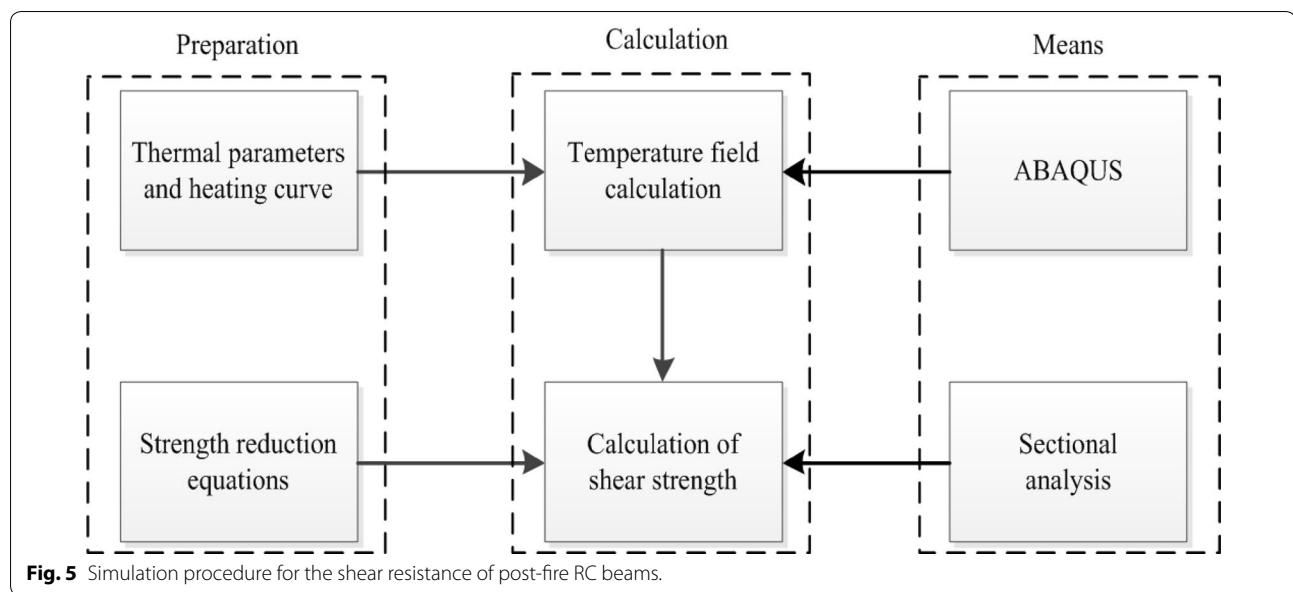 Preparation
Calculation
Means
Thermal parameters
and heating curve
Temperature field
calculation
ABAQUS
Strength reduction
equations
Calculation of
shear strength
Sectional
analysis
Fig. 5 Simulation procedure for the shear resistance of post-fire RC beams.